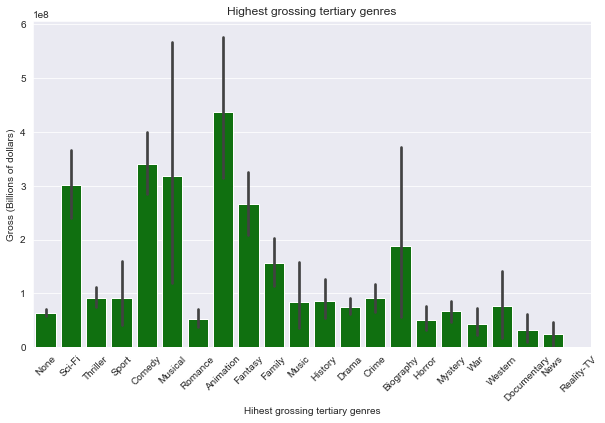 Highest grossing tertiary genres
1e8
6
5
4
3
2
1
0
Gross (Billions of dollars)
None
Sci-Fi
Thriller
Sport
Comedy
Musical
Romance
Animation
Fantasy
Family
Music
History
Drama
Crime
Biography
Horror
Mystery
War
Western
Documentary
News
Reality-TV
Hihest grossing tertiary genres